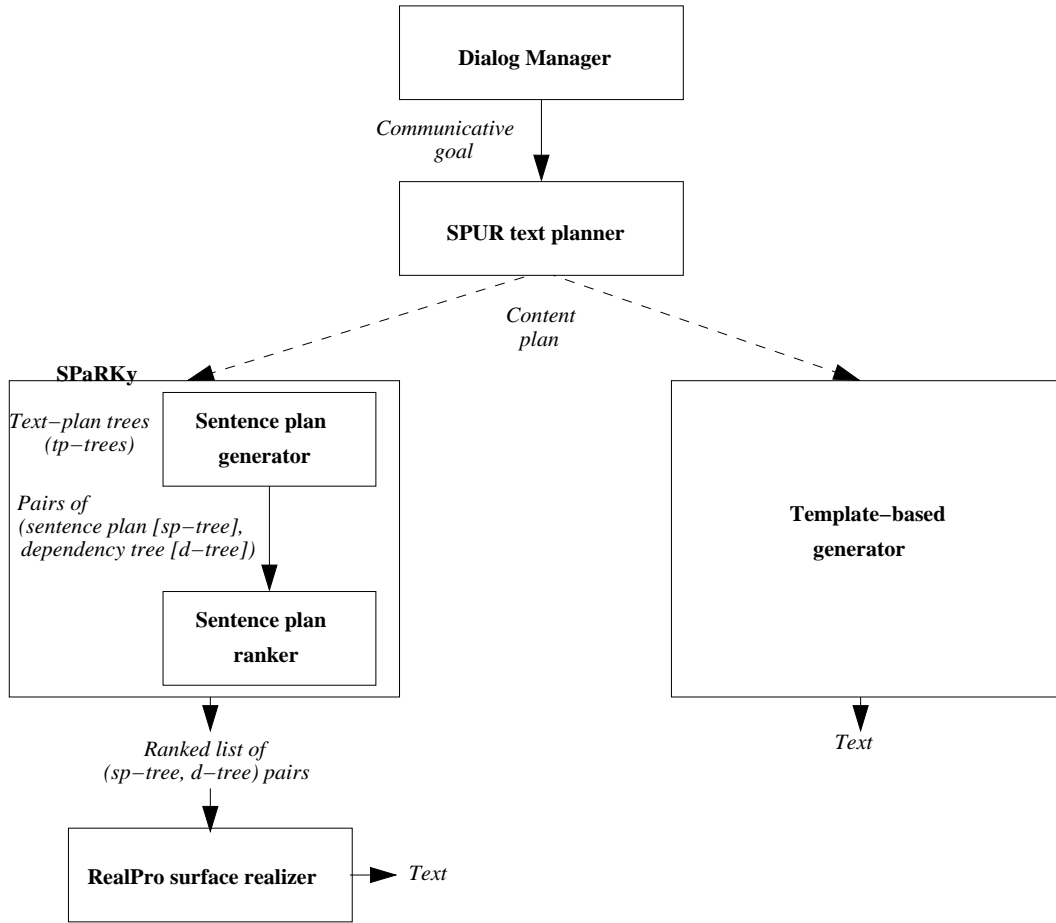 Dialog Manager
Communicative
goal
SPUR text planner
Content
plan
SPaRKy
Text−plan trees
(tp−trees)
Sentence plan
generator
Pairs of
(sentence plan [sp−tree],
dependency tree [d−tree])
Sentence plan
ranker
Template−based
generator
Ranked list of
(sp−tree, d−tree) pairs
Text
RealPro surface realizer
Text